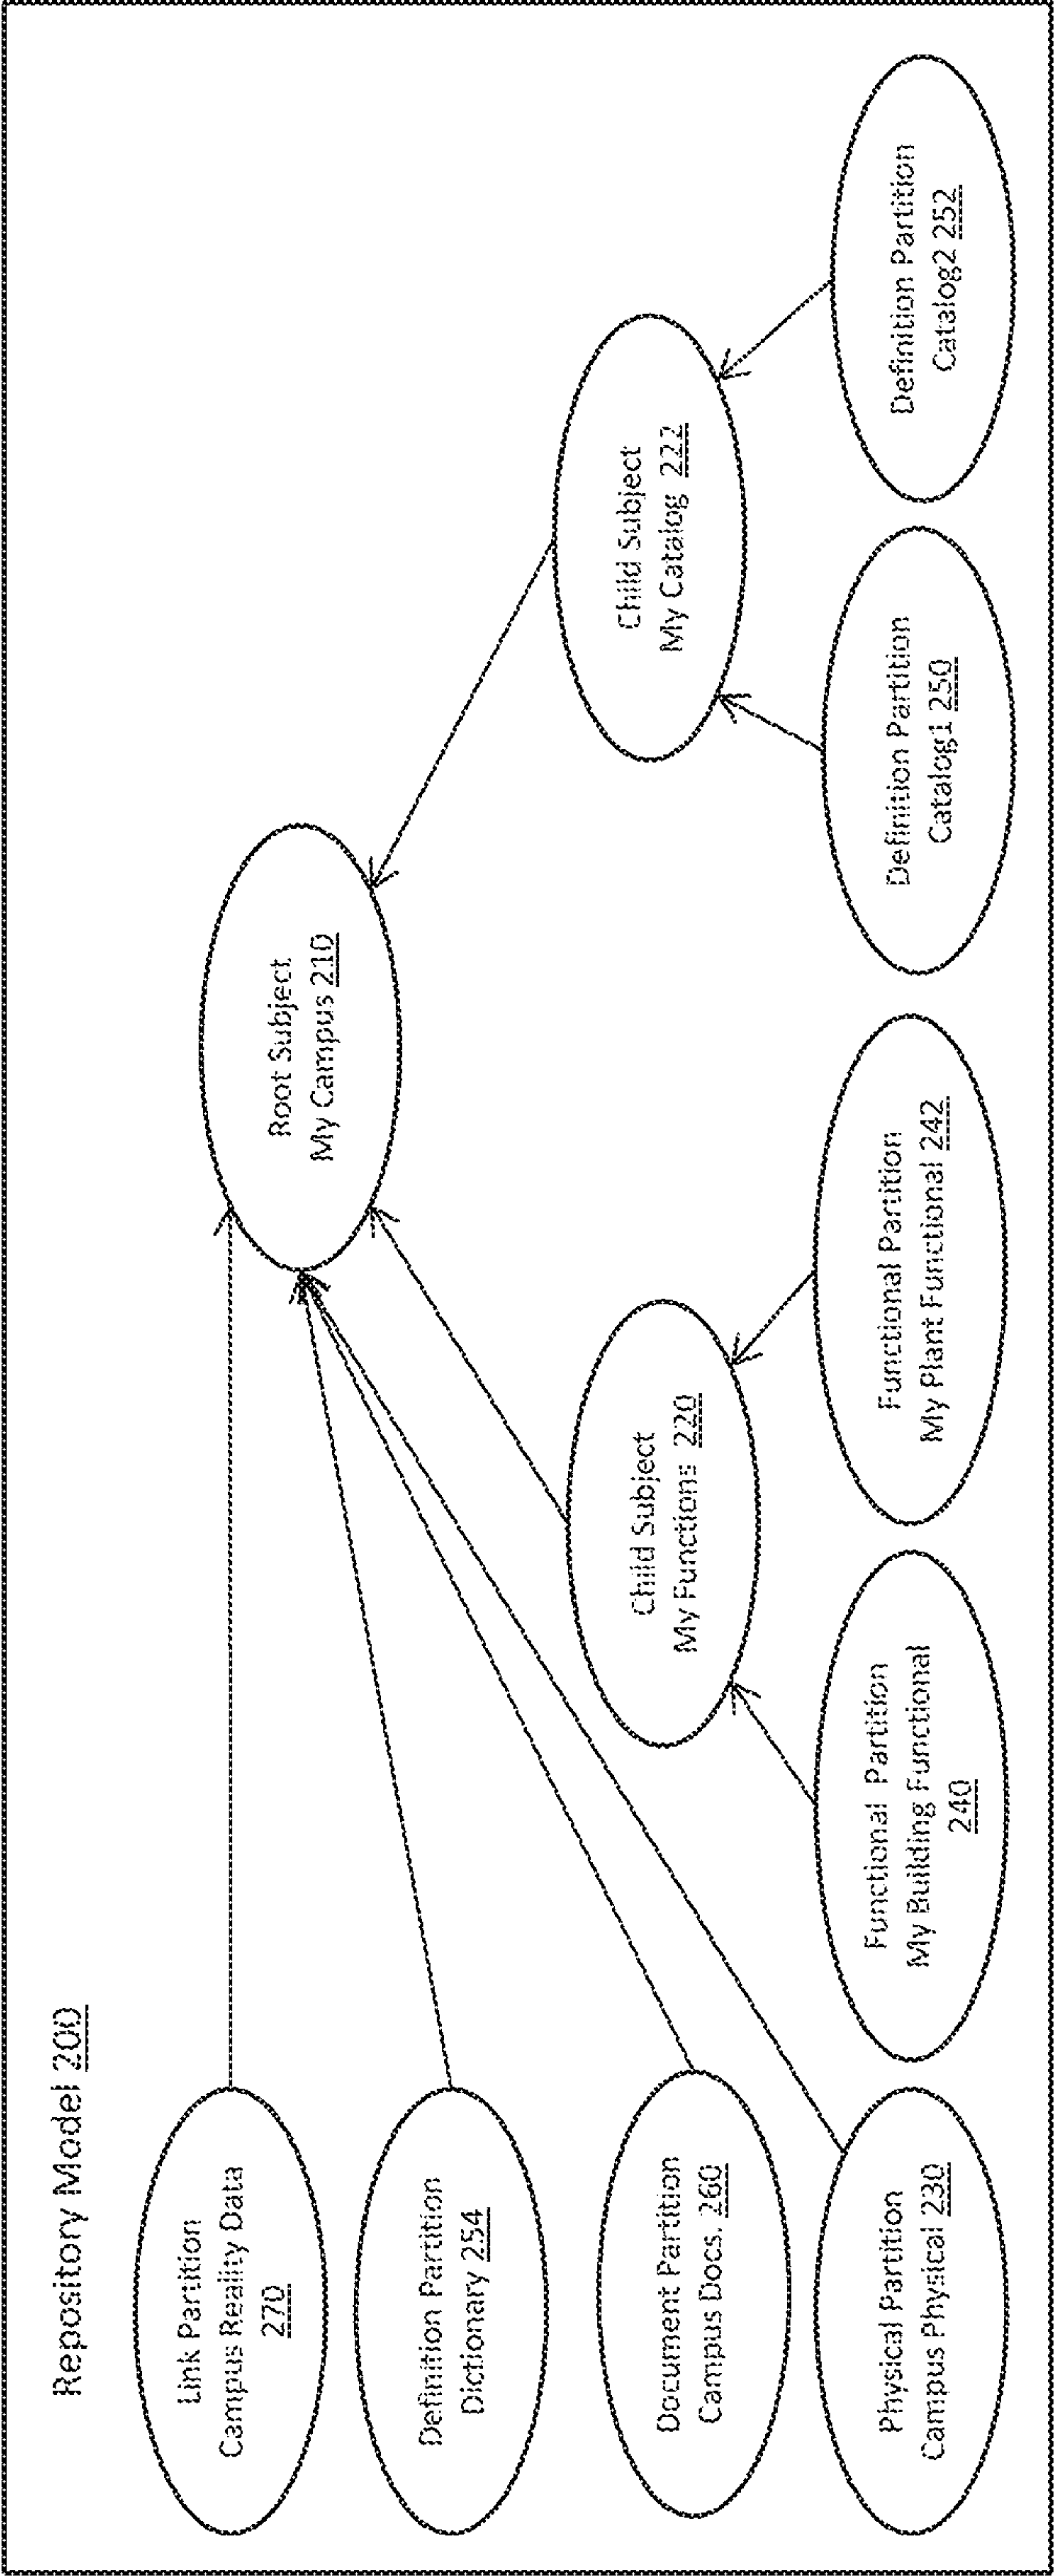 Repository Model 200
Link Partition
Campus Reality Data
270
Definition Partition
Dictionary 254
Document Partition
Campus Docs. 260
Physical Partition
Campus Physical 230
Root Subject
My Campus 210
Child Subject
My Functions 220
Child Subject
My Catalog 222
Functional Partition
My Building Functional
240
Functional Partition
My Plant Functional 242
Definition Partition
Catalog1 250
Definition Partition
Catalog2 252